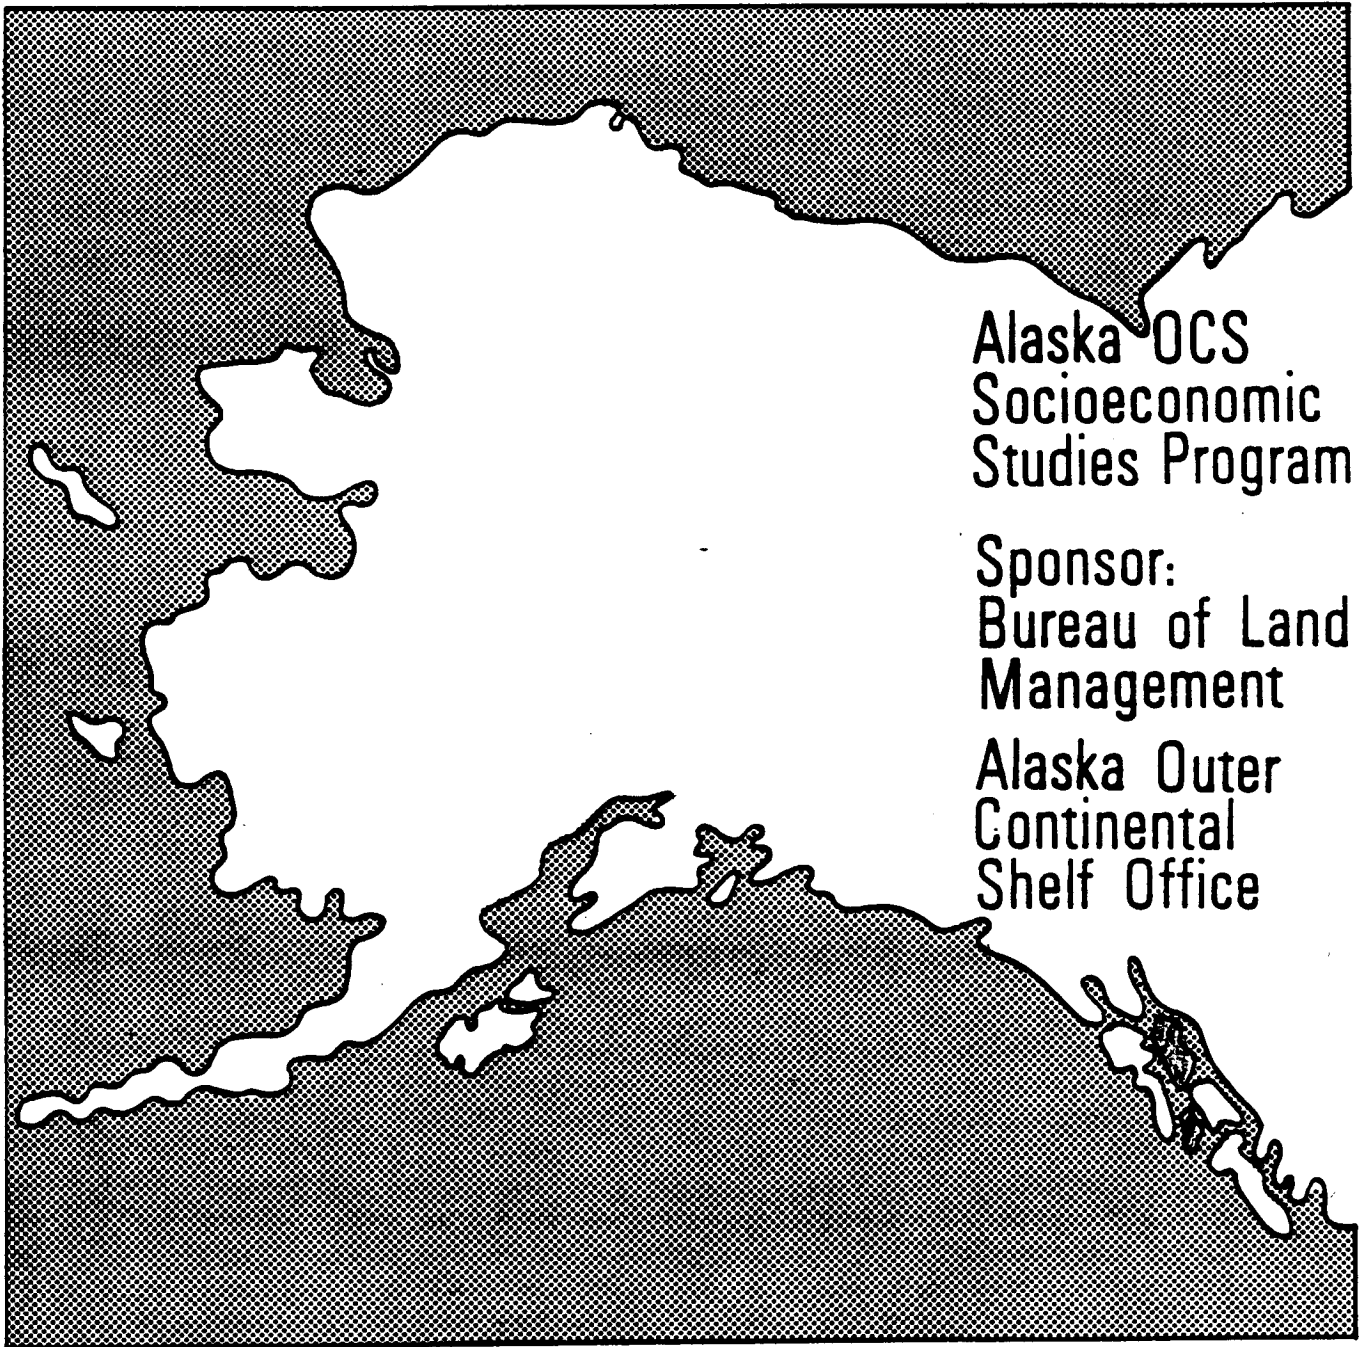 Alaska OCS
Socioeconomic
Studies Program
Sponsor:
Bureau of Land
Management
Alaska Outer
Continental
Shelf Office